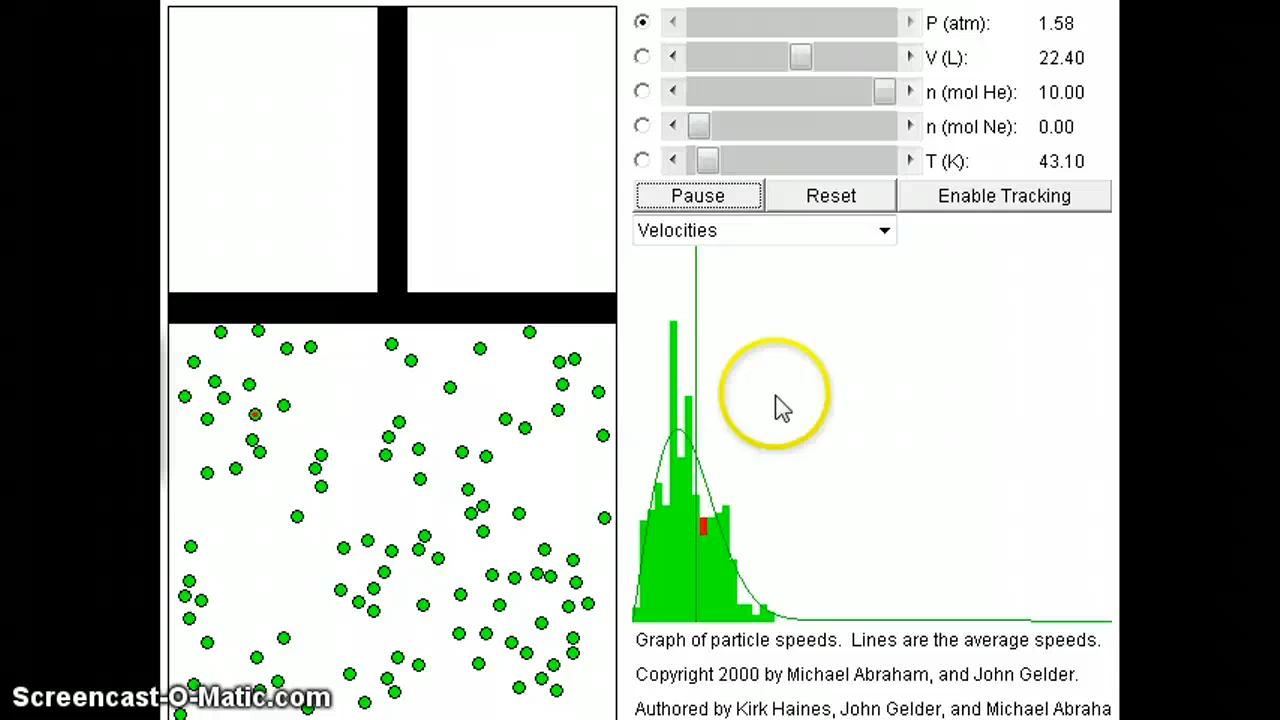 P (atm): 1.58
V (L): 22.40
n (mol He): 10.00
n (mol Ne): 0.00
T (K): 43.10
Pause Reset Enable Tracking
Velocities
Graph of particle speeds. Lines are the average speeds.
Copyright 2000 by Michael Abraham, and John Gelder.
Authored by Kirk Haines, John Gelder, and Michael Abraha
Screencast-O-Matic.com